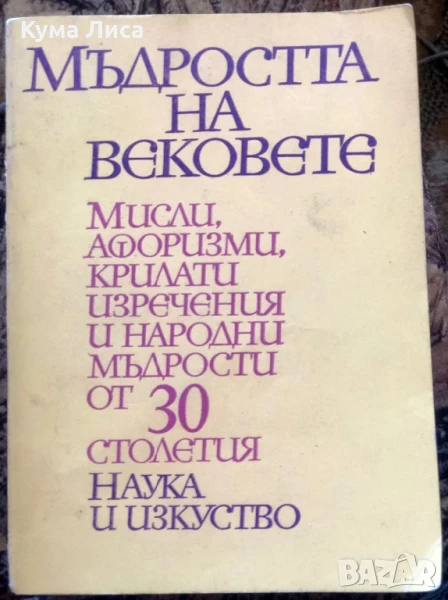 Кума Лиса
Мъдростта
на
вековете
Мисли,
афоризми,
крилати
изречения
и народни
мъдрости
от 30
столетия
Наука
и изкуство
BAZAR